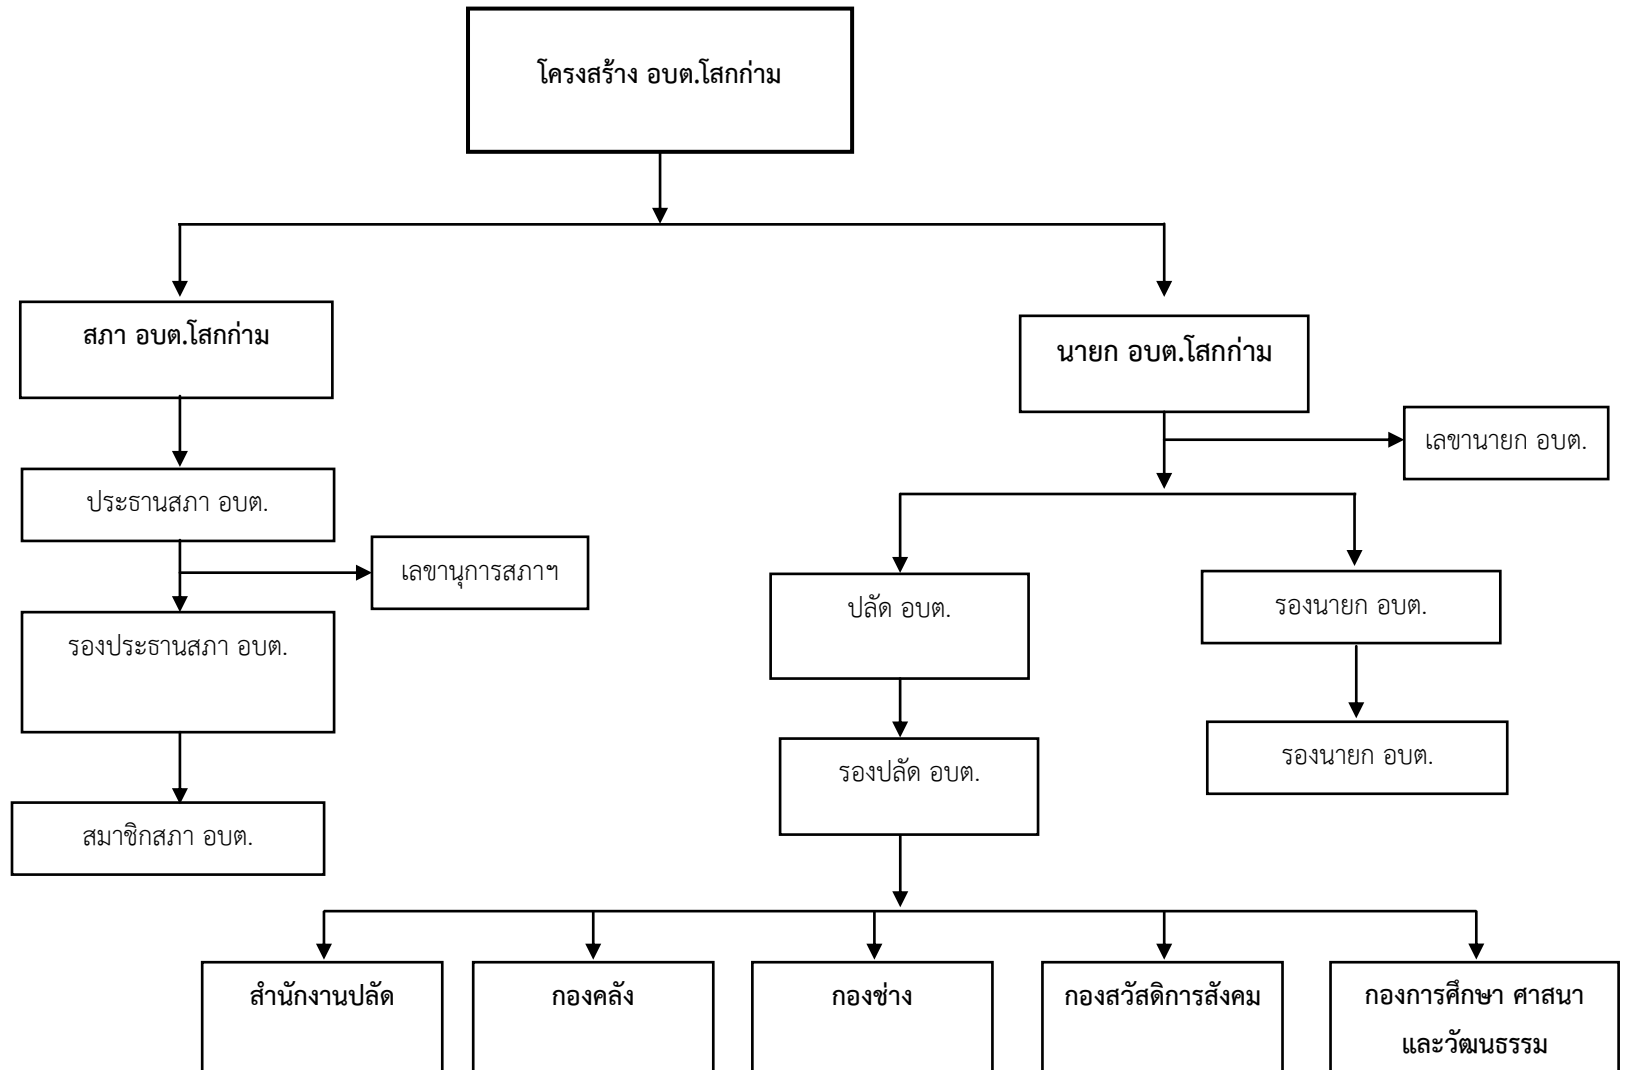 โครงสร้าง อบต.โสกก่าม
สภา อบต.โสกก่าม
นายก อบต.โสกก่าม
เลขานายก อบต.
ประธานสภา อบต.
เลขานุการสภาฯ
ปลัด อบต.
รองนายก อบต.
รองประธานสภา อบต.
รองนายก อบต.
รองปลัด อบต.
สมาชิกสภา อบต.
สำนักงานปลัด
กองคลัง
กองช่าง
กองสวัสดิการสังคม
กองการศึกษา ศาสนา
และวัฒนธรรม